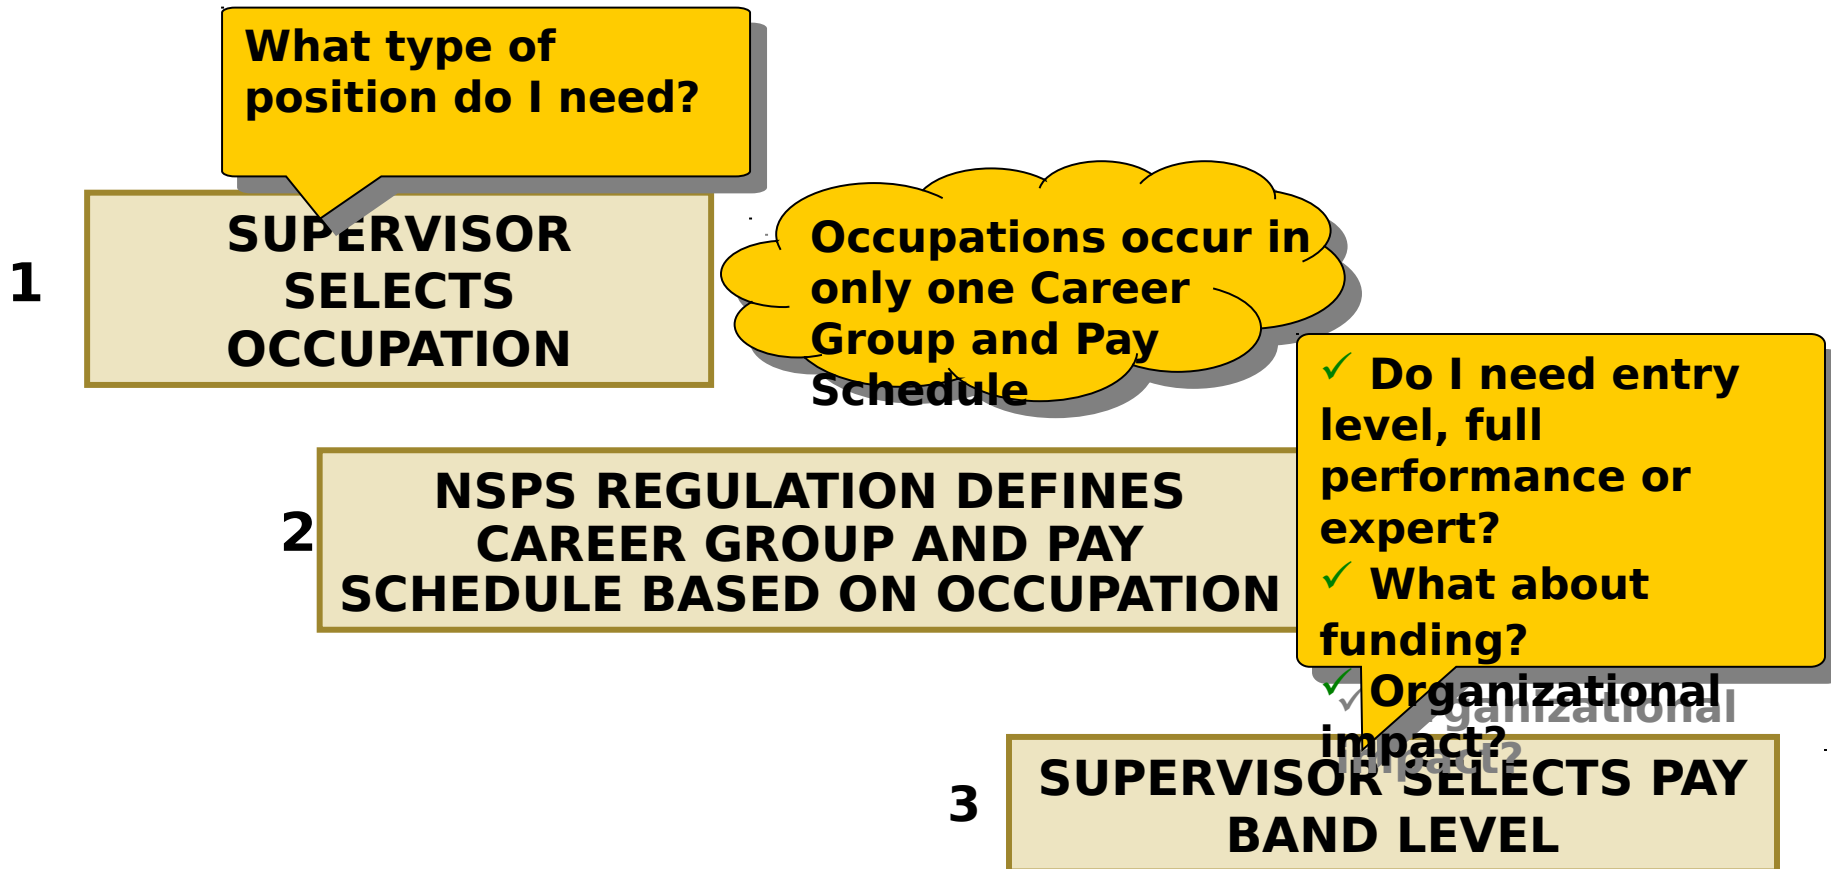 What type of
position do I need?
1
SUPERVISOR
SELECTS
OCCUPATION
Occupations occur in
only one Career
Group and Pay
Schedule
2
NSPS REGULATION DEFINES
CAREER GROUP AND PAY
SCHEDULE BASED ON OCCUPATION
✓ Do I need entry
level, full
performance or
expert?
✓ What about
funding?
✓ Organizational
impact?
3
SUPERVISOR SELECTS PAY
BAND LEVEL